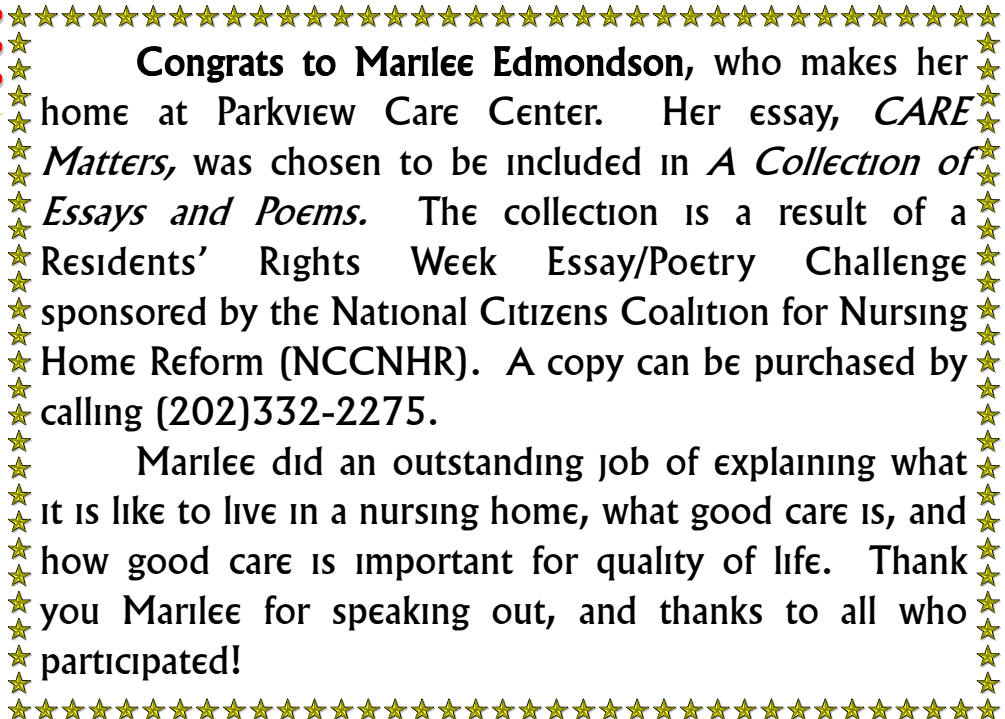 Congrats to Marilee Edmondson, who makes her
home at Parkview Care Center. Her essay, CARE
Matters, was chosen to be included in A Collection of
Essays and Poems. The collection is a result of a
Residents’ Rights Week Essay/Poetry Challenge
sponsored by the National Citizens Coalition for Nursing
Home Reform (NCCNHR). A copy can be purchased by
calling (202)332-2275.
Marilee did an outstanding job of explaining what
it is like to live in a nursing home, what good care is, and
how good care is important for quality of life. Thank
you Marilee for speaking out, and thanks to all who
participated!